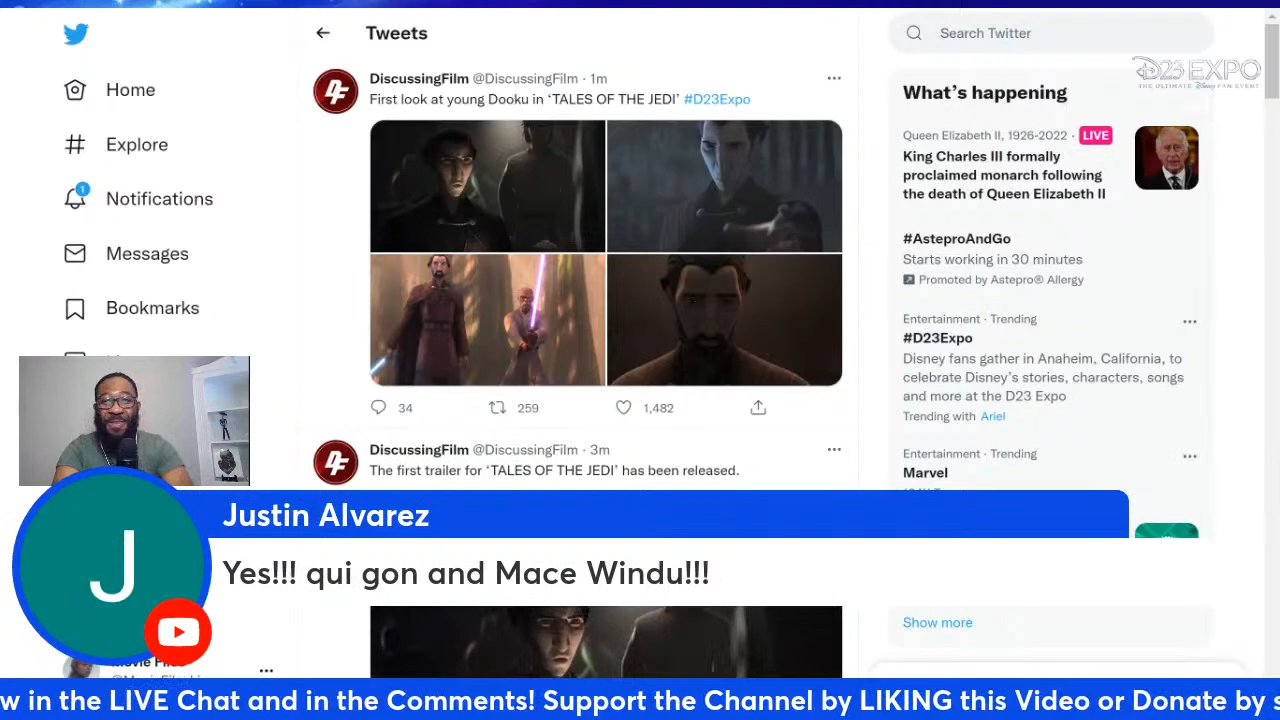 Home
Explore
Notifications
Messages
Bookmarks
Tweets
DiscussingFilm @DiscussingFilm · 1m
First look at young Dooku in ‘TALES OF THE JEDI’ #D23Expo
34
259
1,482
DiscussingFilm @DiscussingFilm · 3m
The first trailer for ‘TALES OF THE JEDI’ has been released.
Search Twitter
D23 EXPO
THE ULTIMATE Disney FAN EVENT
What’s happening
Queen Elizabeth II, 1926-2022 · LIVE
King Charles III formally
proclaimed monarch following
the death of Queen Elizabeth II
#AsteproAndGo
Starts working in 30 minutes
Promoted by Astepro® Allergy
Entertainment · Trending
#D23Expo
Disney fans gather in Anaheim, California, to
celebrate Disney’s stories, characters, songs
and more at the D23 Expo
Trending with Ariel
Entertainment · Trending
Marvel
Show more
1
Justin Alvarez
J
Yes!!! qui gon and Mace Windu!!!
Movie Files
w in the LIVE Chat and in the Comments! Support the Channel by LIKING this Video or Donate by s